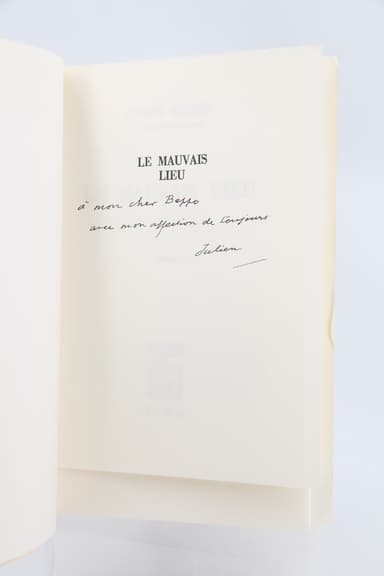 LE MAUVAIS
LIEU
à mon cher Beppo
avec mon affection de toujours
Julien